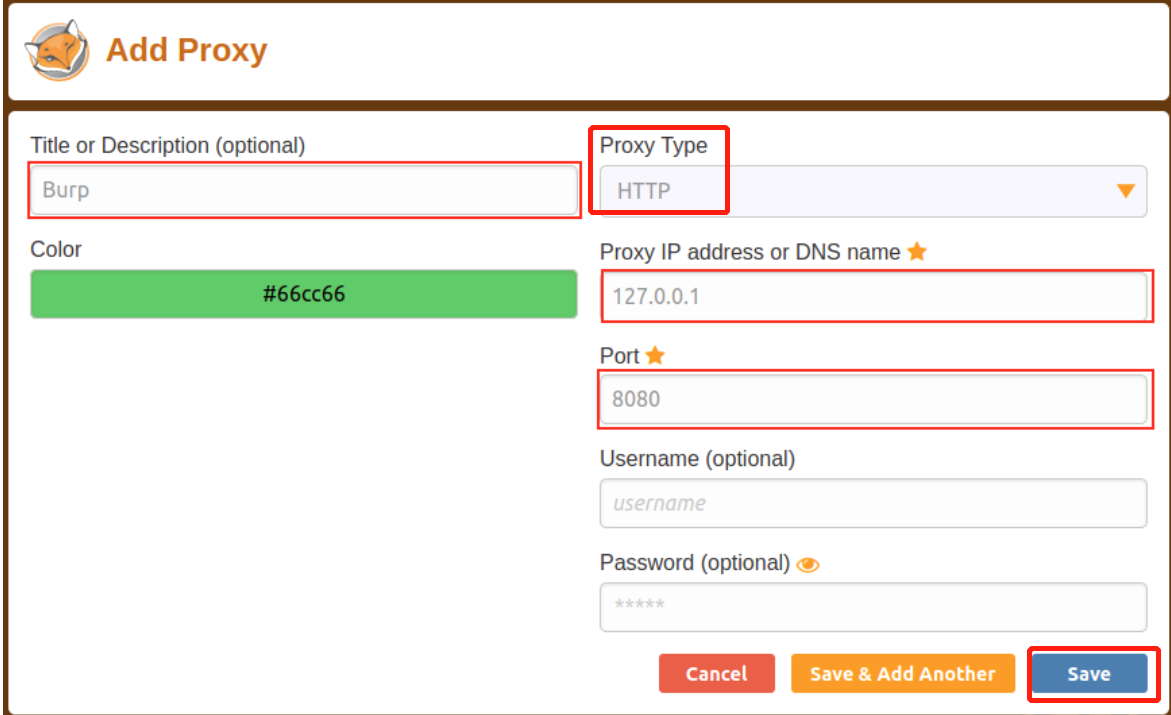 Add Proxy
Title or Description (optional)
Burp
Color
#66cc66
Proxy Type
HTTP
Proxy IP address or DNS name
127.0.0.1
Port
8080
Username (optional)
username
Password (optional)
*****
Cancel
Save & Add Another
Save